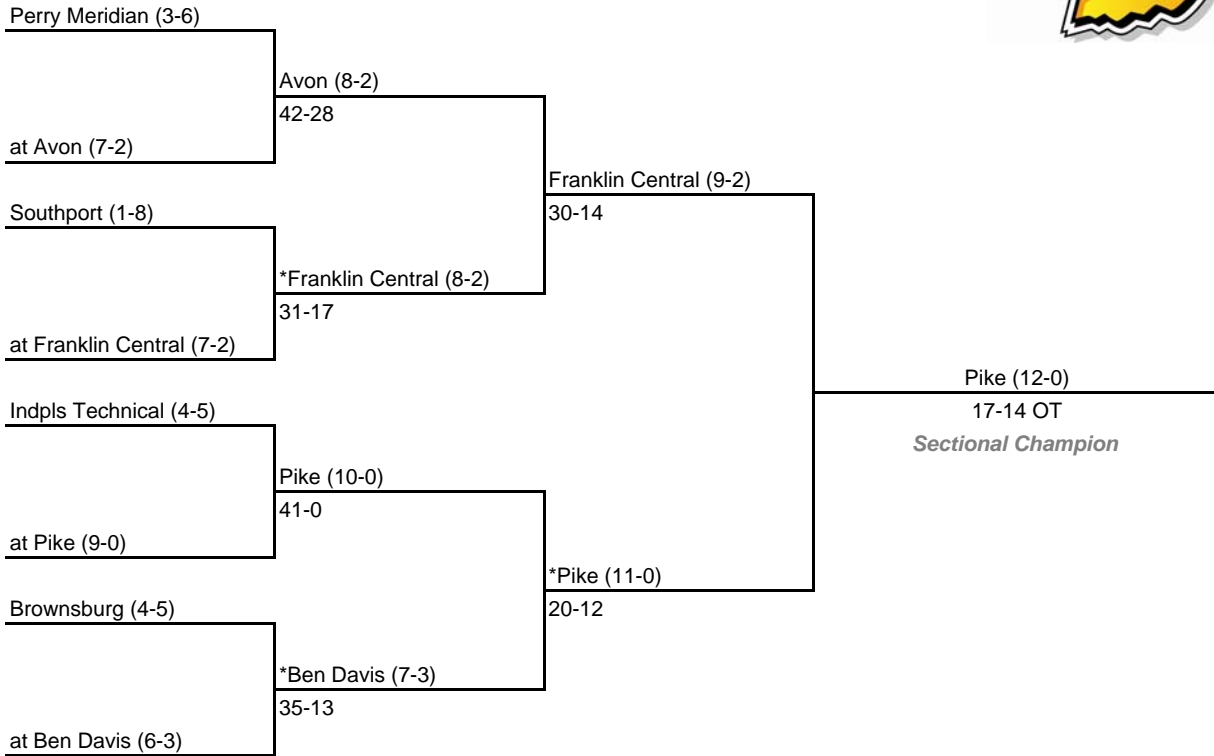 Perry Meridian (3-6)
Avon (8-2)
42-28
at Avon (7-2)
Franklin Central (9-2)
30-14
Southport (1-8)
*Franklin Central (8-2)
31-17
at Franklin Central (7-2)
Pike (12-0)
17-14 OT
Sectional Champion
Indpls Technical (4-5)
Pike (10-0)
41-0
at Pike (9-0)
*Pike (11-0)
20-12
Brownsburg (4-5)
*Ben Davis (7-3)
35-13
at Ben Davis (6-3)